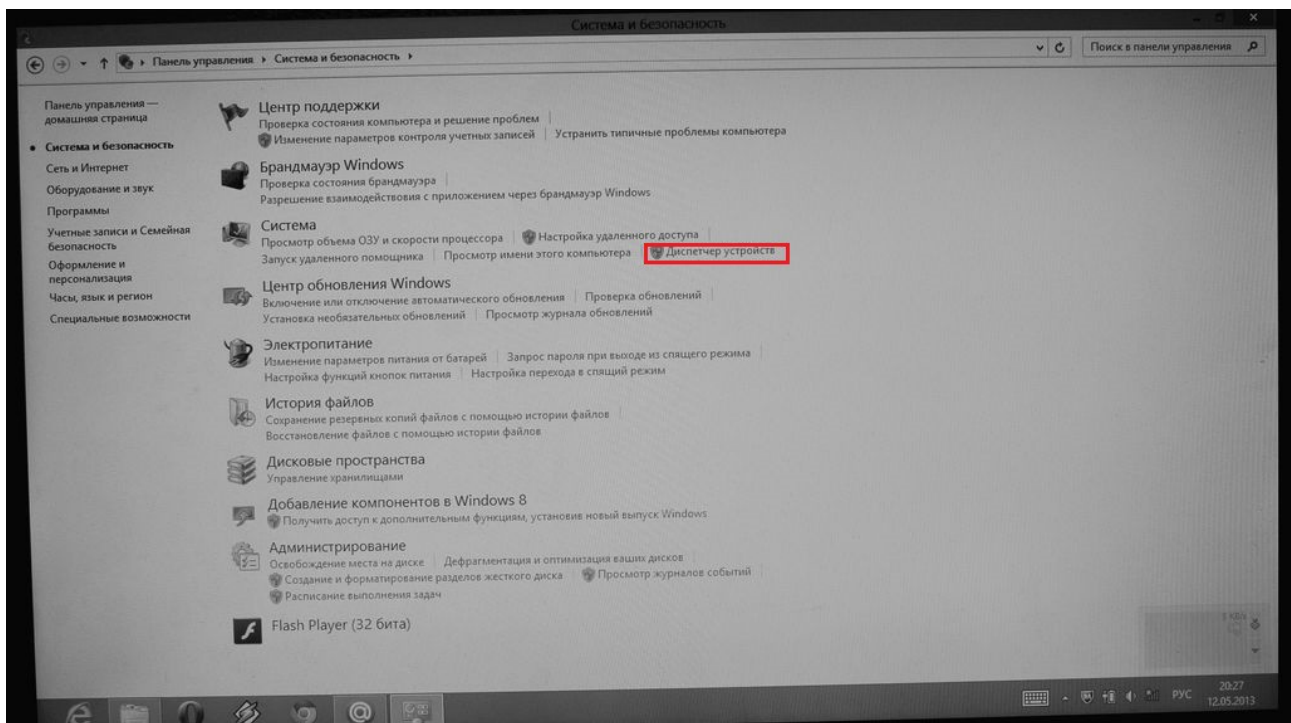 Система и безопасность
Панель управления ▸ Система и безопасность ▸
Поиск в панели управления
Панель управления —
домашняя страница
Система и безопасность
Сеть и Интернет
Оборудование и звук
Программы
Учетные записи и Семейная
безопасность
Оформление и
персонализация
Часы, язык и регион
Специальные возможности
Центр поддержки
Проверка состояния компьютера и решение проблем
Изменение параметров контроля учетных записей
Устранить типичные проблемы компьютера
Брандмауэр Windows
Проверка состояния брандмауэра
Разрешение взаимодействовия с приложением через брандмауэр Windows
Система
Просмотр объема ОЗУ и скорости процессора
Настройка удаленного доступа
Запуск удаленного помощника
Просмотр имени этого компьютера
Диспетчер устройств
Центр обновления Windows
Включение или отключение автоматического обновления
Проверка обновлений
Установка необязательных обновлений
Просмотр журнала обновлений
Электропитание
Изменение параметров питания от батарей
Запрос пароля при выходе из спящего режима
Настройка функций кнопок питания
Настройка перехода в спящий режим
История файлов
Сохранение резервных копий файлов с помощью истории файлов
Восстановление файлов с помощью истории файлов
Дисковые пространства
Управление хранилищами
Добавление компонентов в Windows 8
Получить доступ к дополнительным функциям, установив новый выпуск Windows
Администрирование
Освобождение места на диске
Дефрагментация и оптимизация ваших дисков
Создание и форматирование разделов жесткого диска
Просмотр журналов событий
Расписание выполнения задач
Flash Player (32 бита)
РУС
20:27
12.05.2013